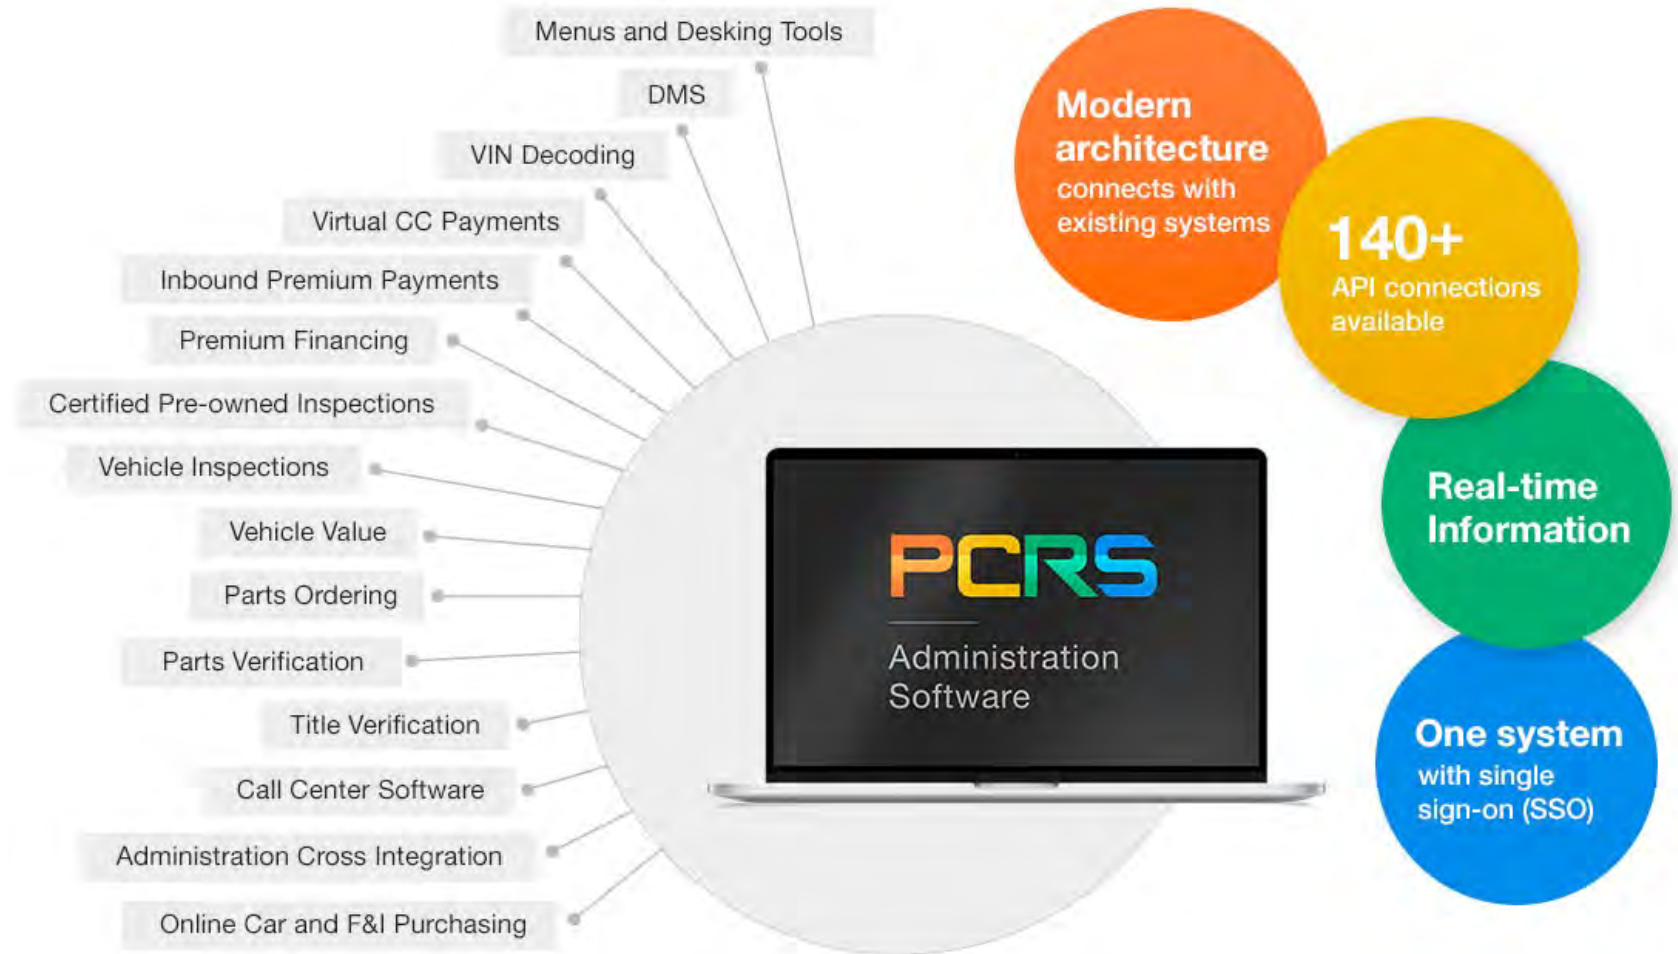 Menus and Desking Tools
DMS
VIN Decoding
Virtual CC Payments
Inbound Premium Payments
Premium Financing
Certified Pre-owned Inspections
Vehicle Inspections
Vehicle Value
Parts Ordering
Parts Verification
Title Verification
Call Center Software
Administration Cross Integration
Online Car and F&I Purchasing
PCRS
Administration
Software
Modern
architecture
connects with
existing systems
140+
API connections
available
Real-time
Information
One system
with single
sign-on (SSO)